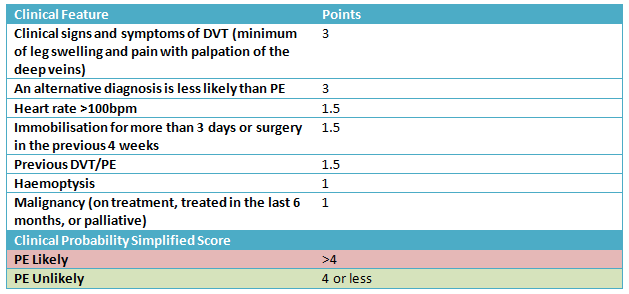 Clinical Feature Points
Clinical signs and symptoms of DVT (minimum 3
of leg swelling and pain with palpation of the
deep veins)
An alternative diagnosis is less likely than PE 3
Heart rate >100bpm 1.5
Immobilisation for more than 3 days or surgery 1.5
in the previous 4 weeks
Previous DVT/PE 1.5
Haemoptysis 1
Malignancy (on treatment, treated in the last 6 1
months, or palliative)
Clinical Probability Simplified Score
PE Likely >4
PE Unlikely 4 or less